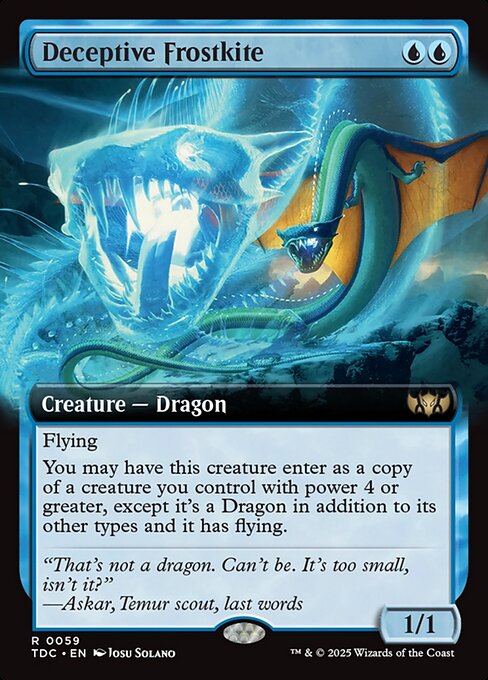 Deceptive Frostkite
Creature — Dragon
Flying
You may have this creature enter as a copy
of a creature you control with power 4 or
greater, except it's a Dragon in addition to its
other types and it has flying.
“That's not a dragon. Can't be. It's too small,
isn't it?”
—Askar, Temur scout, last words
1/1
R 0059
TDC • EN Josu Solano
™ & © 2025 Wizards of the Coast